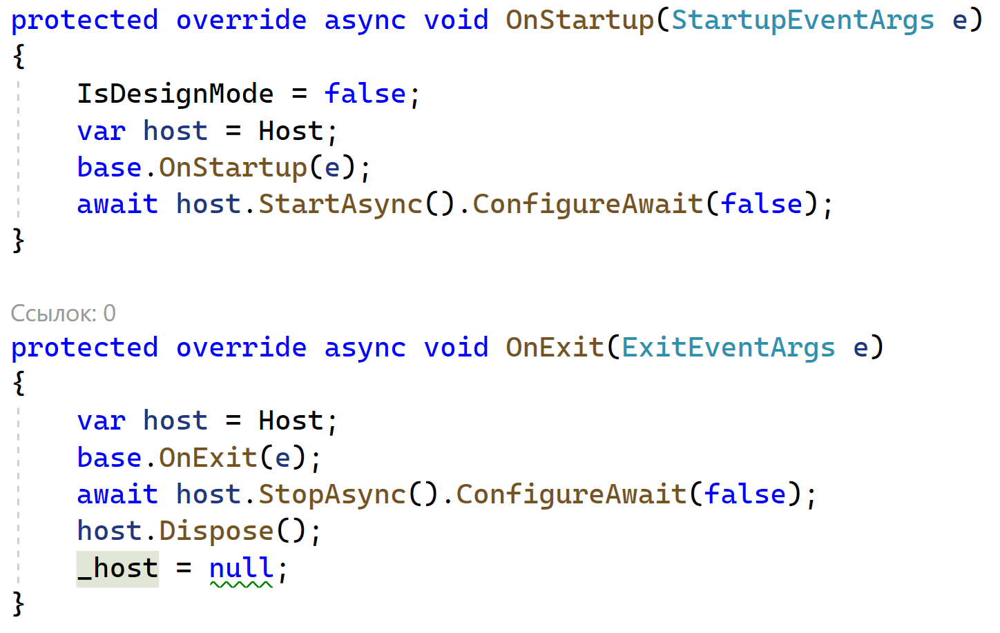 protected override async void OnStartup(StartupEventArgs e)
{
    IsDesignMode = false;
    var host = Host;
    base.OnStartup(e);
    await host.StartAsync().ConfigureAwait(false);
}
Ссылок: 0
protected override async void OnExit(ExitEventArgs e)
{
    var host = Host;
    base.OnExit(e);
    await host.StopAsync().ConfigureAwait(false);
    host.Dispose();
    _host = null;
}